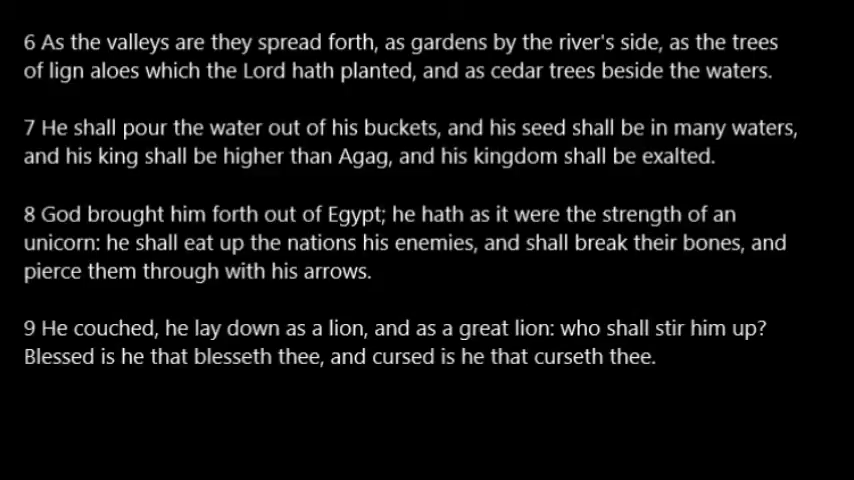 6 As the valleys are they spread forth, as gardens by the river's side, as the trees
of lign aloes which the Lord hath planted, and as cedar trees beside the waters.
7 He shall pour the water out of his buckets, and his seed shall be in many waters,
and his king shall be higher than Agag, and his kingdom shall be exalted.
8 God brought him forth out of Egypt; he hath as it were the strength of an
unicorn: he shall eat up the nations his enemies, and shall break their bones, and
pierce them through with his arrows.
9 He couched, he lay down as a lion, and as a great lion: who shall stir him up?
Blessed is he that blesseth thee, and cursed is he that curseth thee.